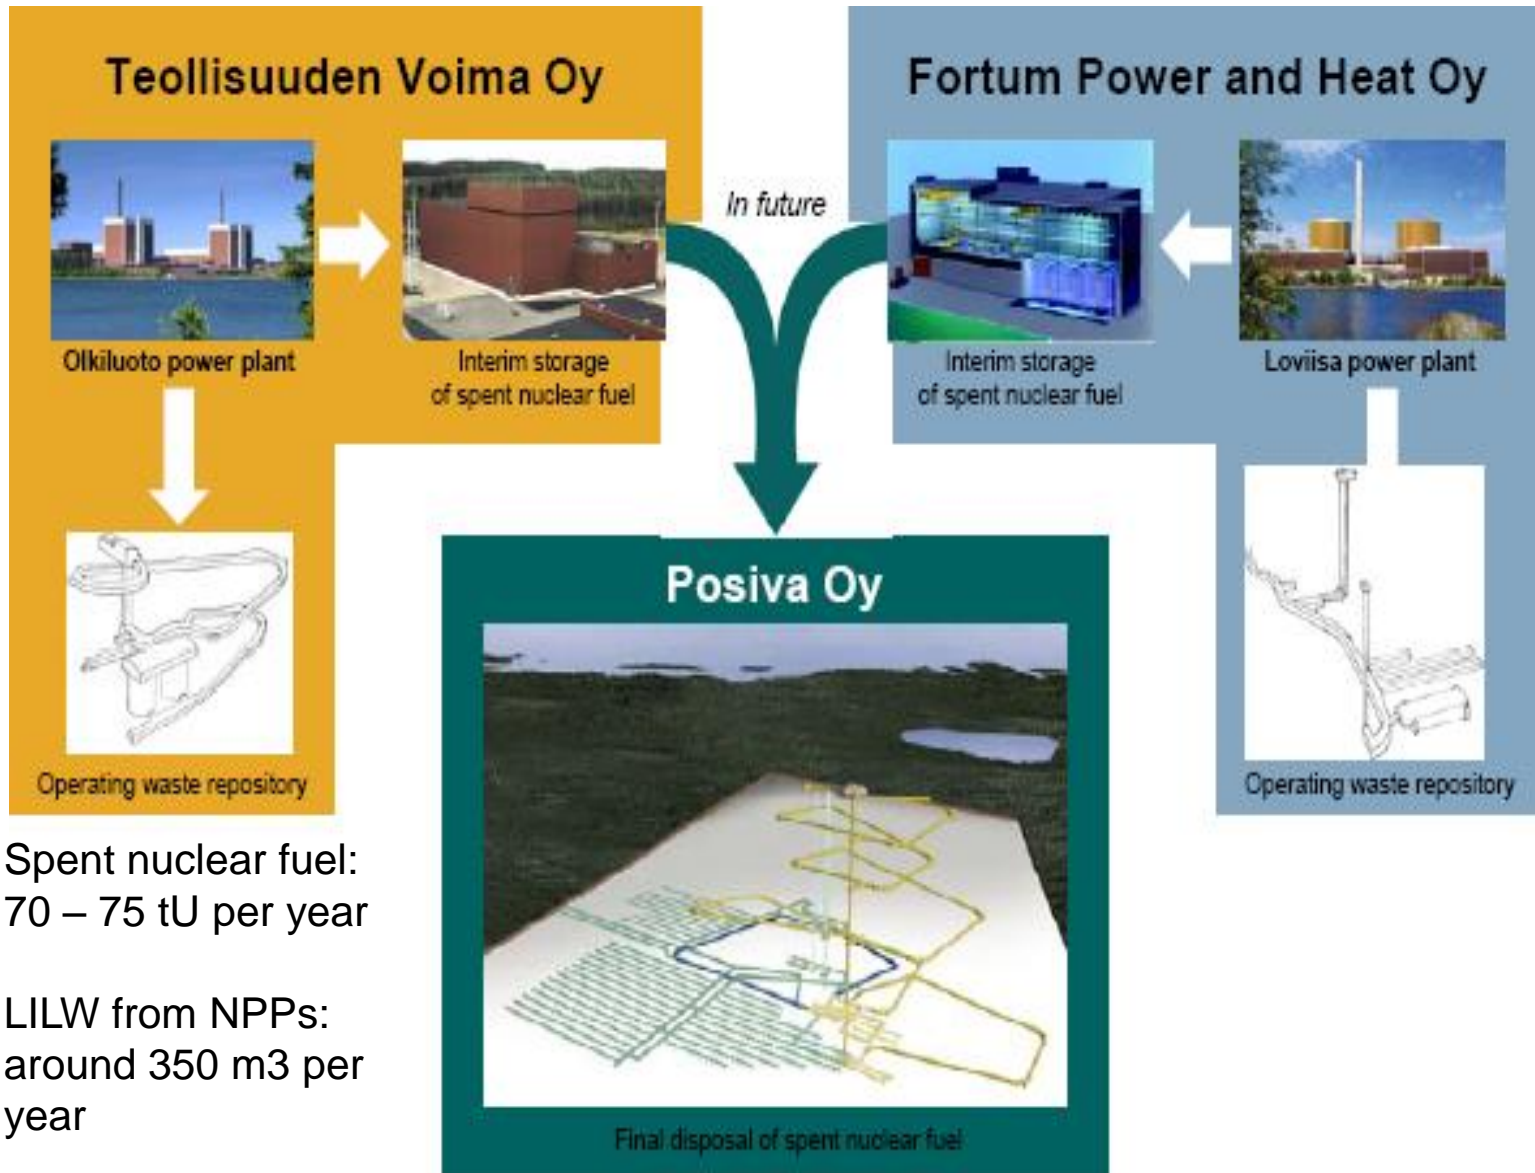 Teollisuuden Voima Oy
Olkiluoto power plant
Interim storage
of spent nuclear fuel
Operating waste repository
In future
Fortum Power and Heat Oy
Interim storage
of spent nuclear fuel
Loviisa power plant
Operating waste repository
Posiva Oy
Final disposal of spent nuclear fuel
Spent nuclear fuel:
70 – 75 tU per year
LILW from NPPs:
around 350 m3 per
year